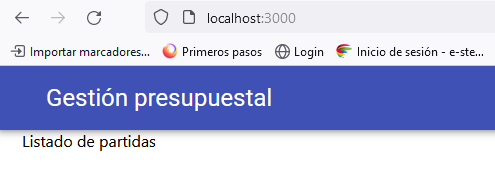 localhost:3000
Importar marcadores... Primeros pasos Login Inicio de sesión - e-ste...
Gestión presupuestal
Listado de partidas